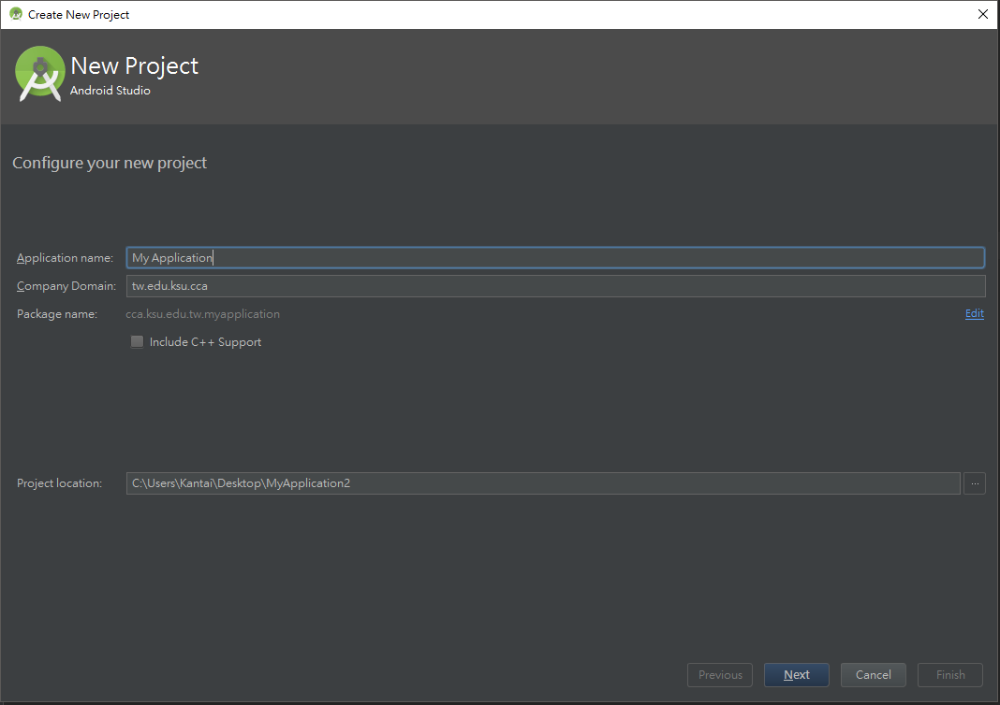 Create New Project
New Project
Android Studio
Configure your new project
Application name: My Application
Company Domain: tw.edu.ksu.cca
Package name: cca.ksu.edu.tw.myapplication Edit
Include C++ Support
Project location: C:\Users\Kantai\Desktop\MyApplication2 ...
Previous Next Cancel Finish